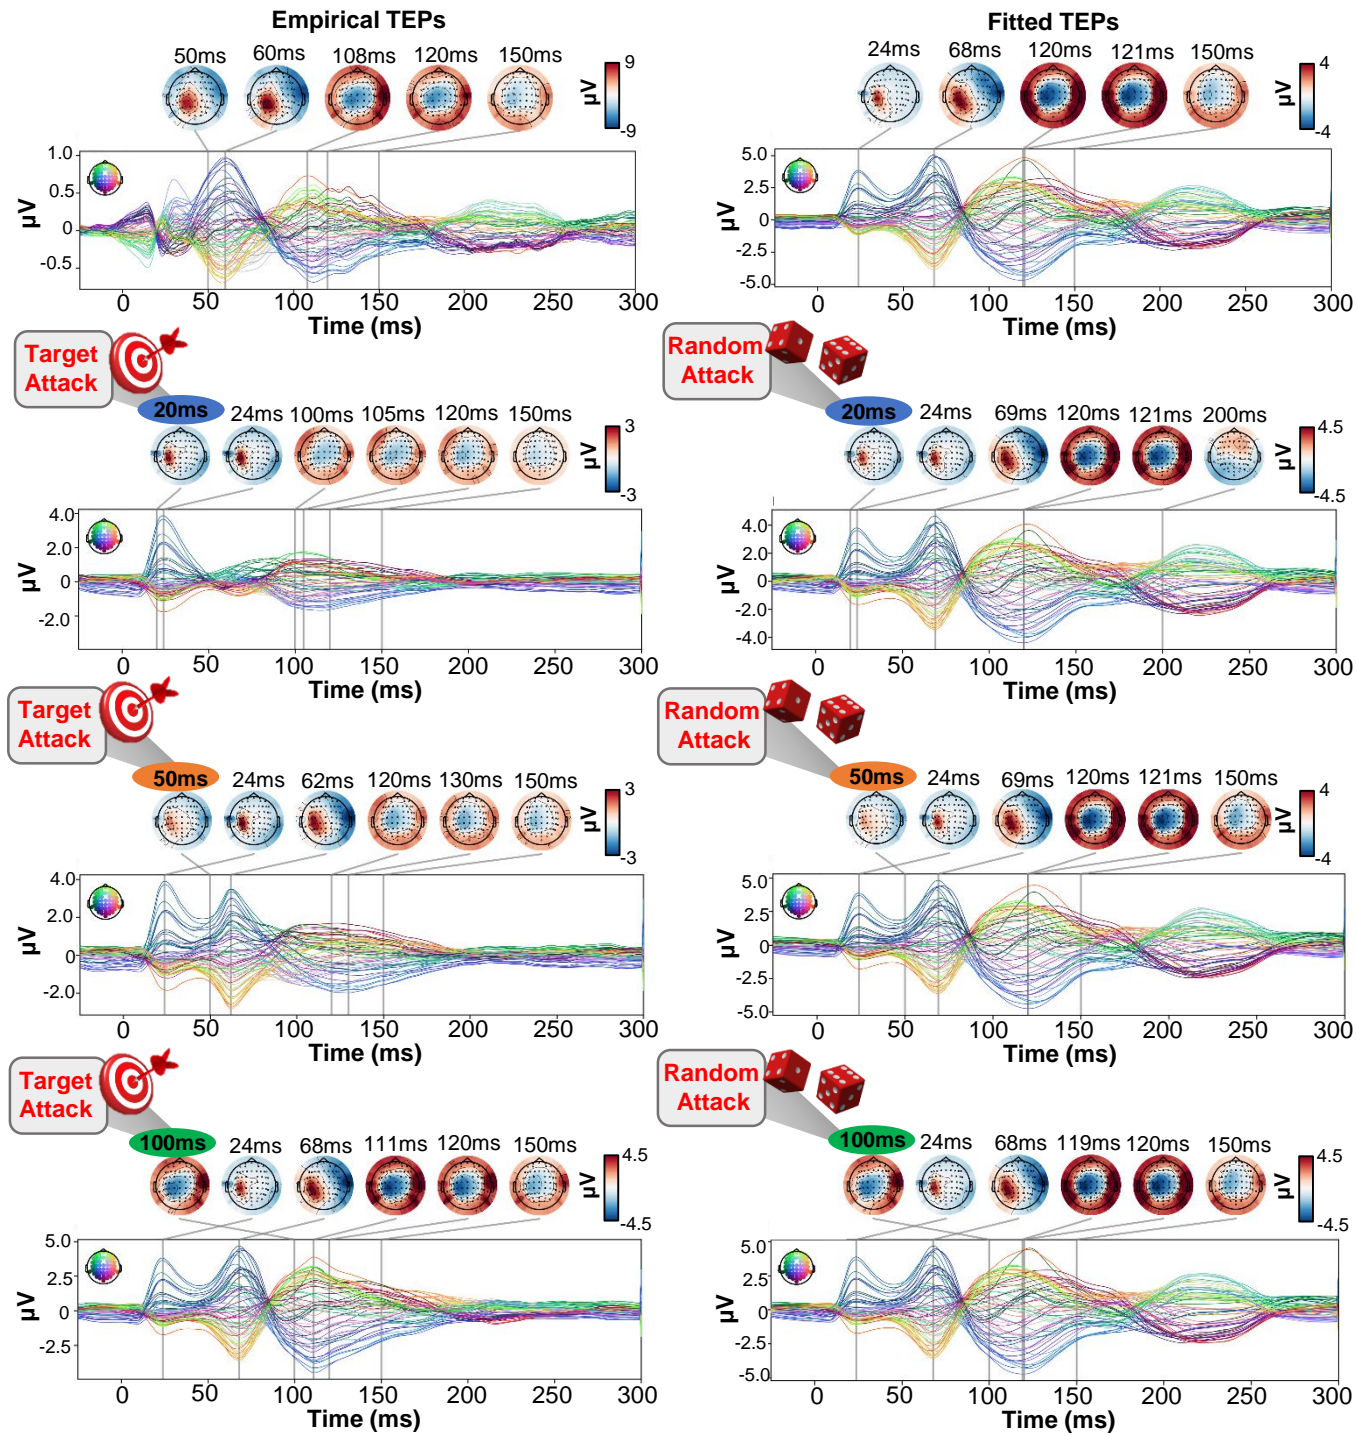 Empirical TEPs
50ms 60ms 108ms 120ms 150ms
9
µV
-9
1.0
0.5
0
-0.5
µV
0 50 100 150 200 250 300
Time (ms)
Fitted TEPs
24ms 68ms 120ms 121ms 150ms
4
µV
-4
5.0
2.5
0
-2.5
-5.0
µV
0 50 100 150 200 250 300
Time (ms)
Target
Attack
20ms 24ms 100ms 105ms 120ms 150ms
3
µV
-3
4.0
2.0
0
-2.0
µV
0 50 100 150 200 250 300
Time (ms)
Random
Attack
20ms 24ms 69ms 120ms 121ms 200ms
4.5
µV
-4.5
4.0
2.0
0
-2.0
-4.0
µV
0 50 100 150 200 250 300
Time (ms)
Target
Attack
50ms 24ms 62ms 120ms 130ms 150ms
3
µV
-3
4.0
2.0
0
-2.0
µV
0 50 100 150 200 250 300
Time (ms)
Random
Attack
50ms 24ms 69ms 120ms 121ms 150ms
4
µV
-4
5.0
2.5
0
-2.5
-5.0
µV
0 50 100 150 200 250 300
Time (ms)
Target
Attack
100ms 24ms 68ms 111ms 120ms 150ms
4.5
µV
-4.5
5.0
2.5
0
-2.5
µV
0 50 100 150 200 250 300
Time (ms)
Random
Attack
100ms 24ms 68ms 119ms 120ms 150ms
4.5
µV
-4.5
5.0
2.5
0
-2.5
-5.0
µV
0 50 100 150 200 250 300
Time (ms)